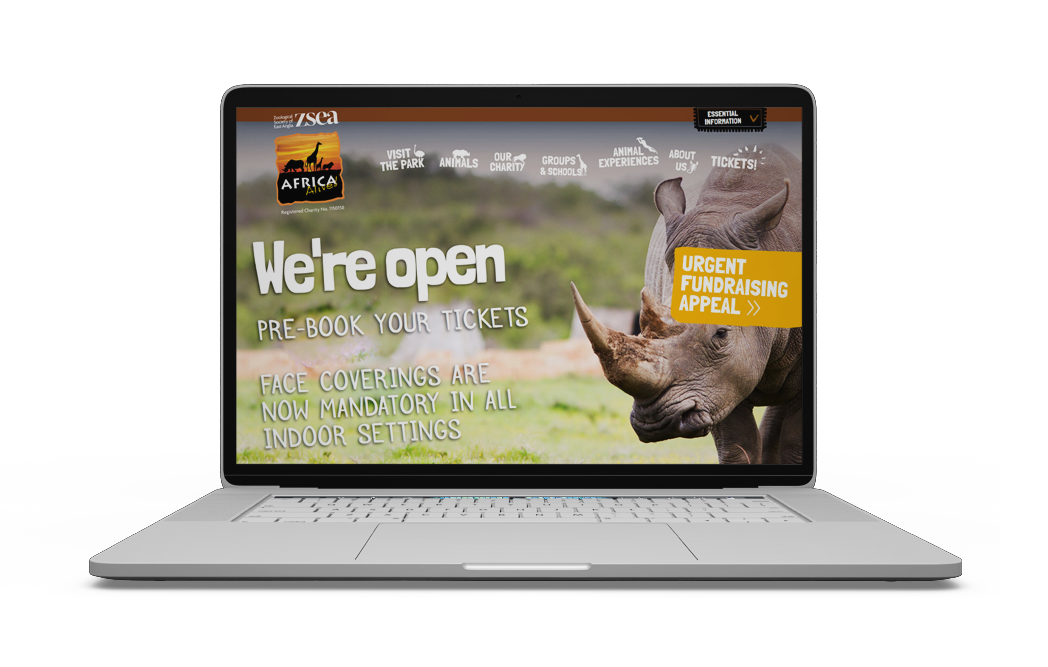 Zoological
Society of
East Anglia
zsea
ESSENTIAL
INFORMATION
AFRICA
Alive!
Registered Charity No. 1150158
VISIT
THE PARK
ANIMALS
OUR
CHARITY
GROUPS
& SCHOOLS!
ANIMAL
EXPERIENCES
ABOUT
US
TICKETS!
We're open
PRE-BOOK YOUR TICKETS
FACE COVERINGS ARE
NOW MANDATORY IN ALL
INDOOR SETTINGS
URGENT
FUNDRAISING
APPEAL >>